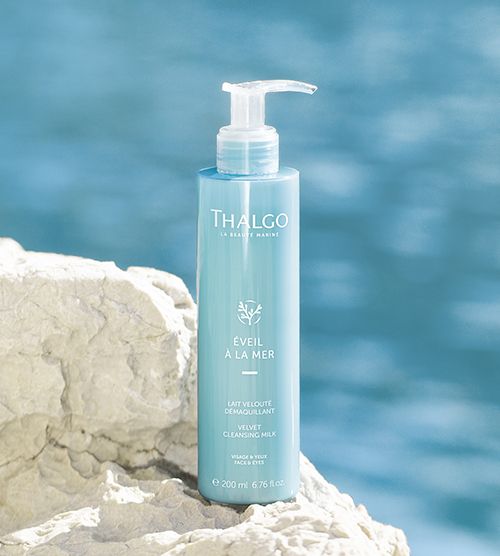 THALGO
LA BEAUTÉ MARINE
ÉVEIL
À LA MER
LAIT VELOUTÉ
DÉMAQUILLANT
VELVET
CLEANSING MILK
VISAGE & YEUX
FACE & EYES
℮ 200 ml 6.76 fl.oz.